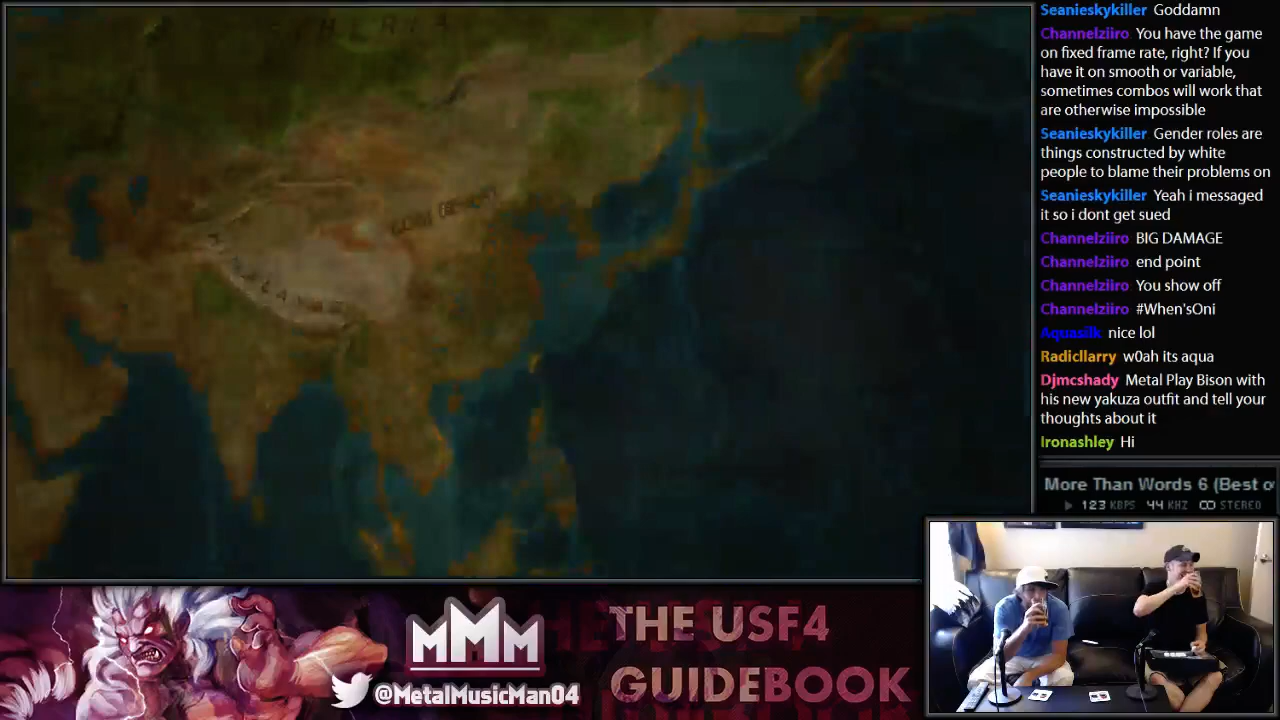 Seanieskykiller Goddamn
Channelziiro You have the game
on fixed frame rate, right? If you
have it on smooth or variable,
sometimes combos will work that
are otherwise impossible
Seanieskykiller Gender roles are
things constructed by white
people to blame their problems on
Seanieskykiller Yeah i messaged
it so i dont get sued
Channelziiro BIG DAMAGE
Channelziiro end point
Channelziiro You show off
Channelziiro #When'sOni
Aquasilk nice lol
Radicllarry w0ah its aqua
Djmcshady Metal Play Bison with
his new yakuza outfit and tell your
thoughts about it
Ironashley Hi
More Than Words 6 (Best o
123 KBPS 44 KHZ STEREO
MMM
@MetalMusicMan04
THE USF4
GUIDEBOOK